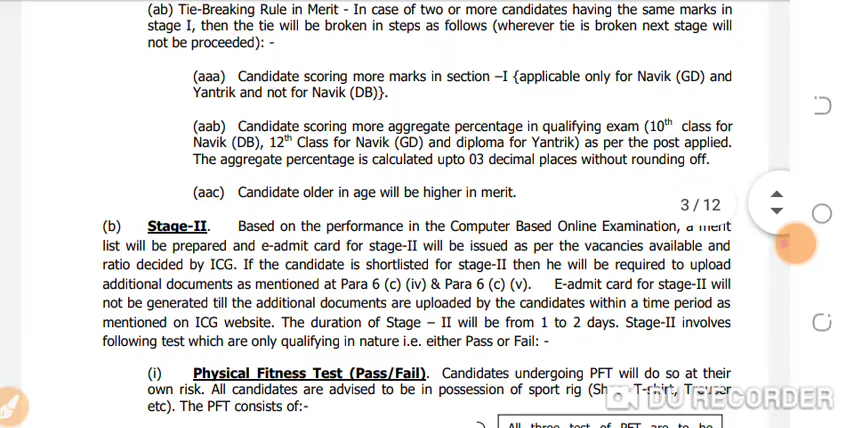 (ab) Tie-Breaking Rule in Merit - In case of two or more candidates having the same marks in
stage I, then the tie will be broken in steps as follows (wherever tie is broken next stage will
not be proceeded): -
(aaa) Candidate scoring more marks in section –I {applicable only for Navik (GD) and
Yantrik and not for Navik (DB)}.
(aab) Candidate scoring more aggregate percentage in qualifying exam (10th class for
Navik (DB), 12th Class for Navik (GD) and diploma for Yantrik) as per the post applied.
The aggregate percentage is calculated upto 03 decimal places without rounding off.
(aac) Candidate older in age will be higher in merit.
3 / 12
(b) Stage-II. Based on the performance in the Computer Based Online Examination, a merit
list will be prepared and e-admit card for stage-II will be issued as per the vacancies available and
ratio decided by ICG. If the candidate is shortlisted for stage-II then he will be required to upload
additional documents as mentioned at Para 6 (c) (iv) & Para 6 (c) (v). E-admit card for stage-II will
not be generated till the additional documents are uploaded by the candidates within a time period as
mentioned on ICG website. The duration of Stage – II will be from 1 to 2 days. Stage-II involves
following test which are only qualifying in nature i.e. either Pass or Fail: -
(i) Physical Fitness Test (Pass/Fail). Candidates undergoing PFT will do so at their
own risk. All candidates are advised to be in possession of sport rig (Shoe, T-shirt, Trouser
etc). The PFT consists of:-
DU RECORDER
All three test of PFT are to be